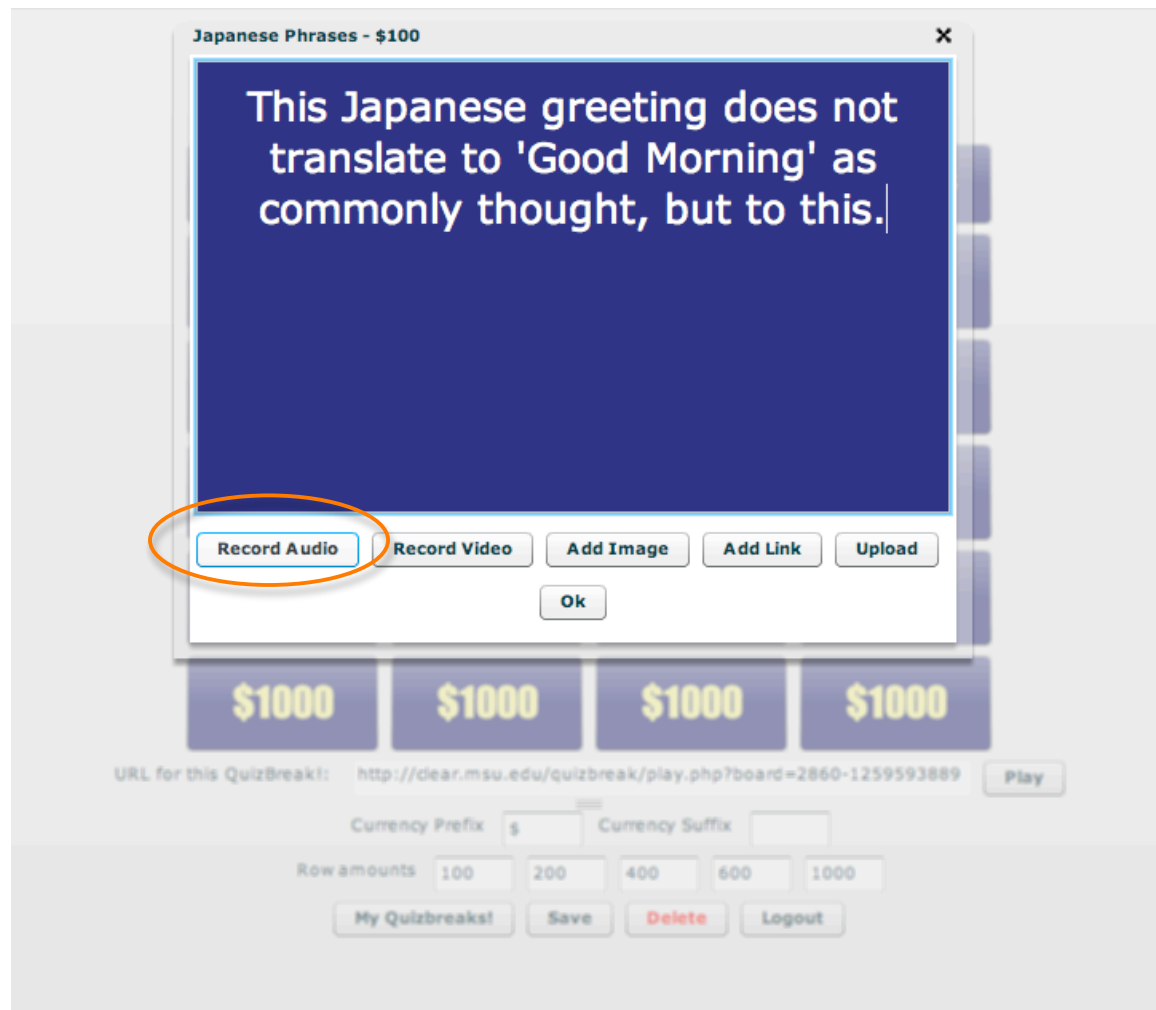 Japanese Phrases - $100
This Japanese greeting does not
translate to 'Good Morning' as
commonly thought, but to this.
Record Audio Record Video Add Image Add Link Upload
Ok
$1000 $1000 $1000 $1000
URL for this QuizBreak!: http://clear.msu.edu/quizbreak/play.php?board=2860-1259593889 Play
Currency Prefix $ Currency Suffix
Row amounts 100 200 400 600 1000
My Quizbreaks! Save Delete Logout